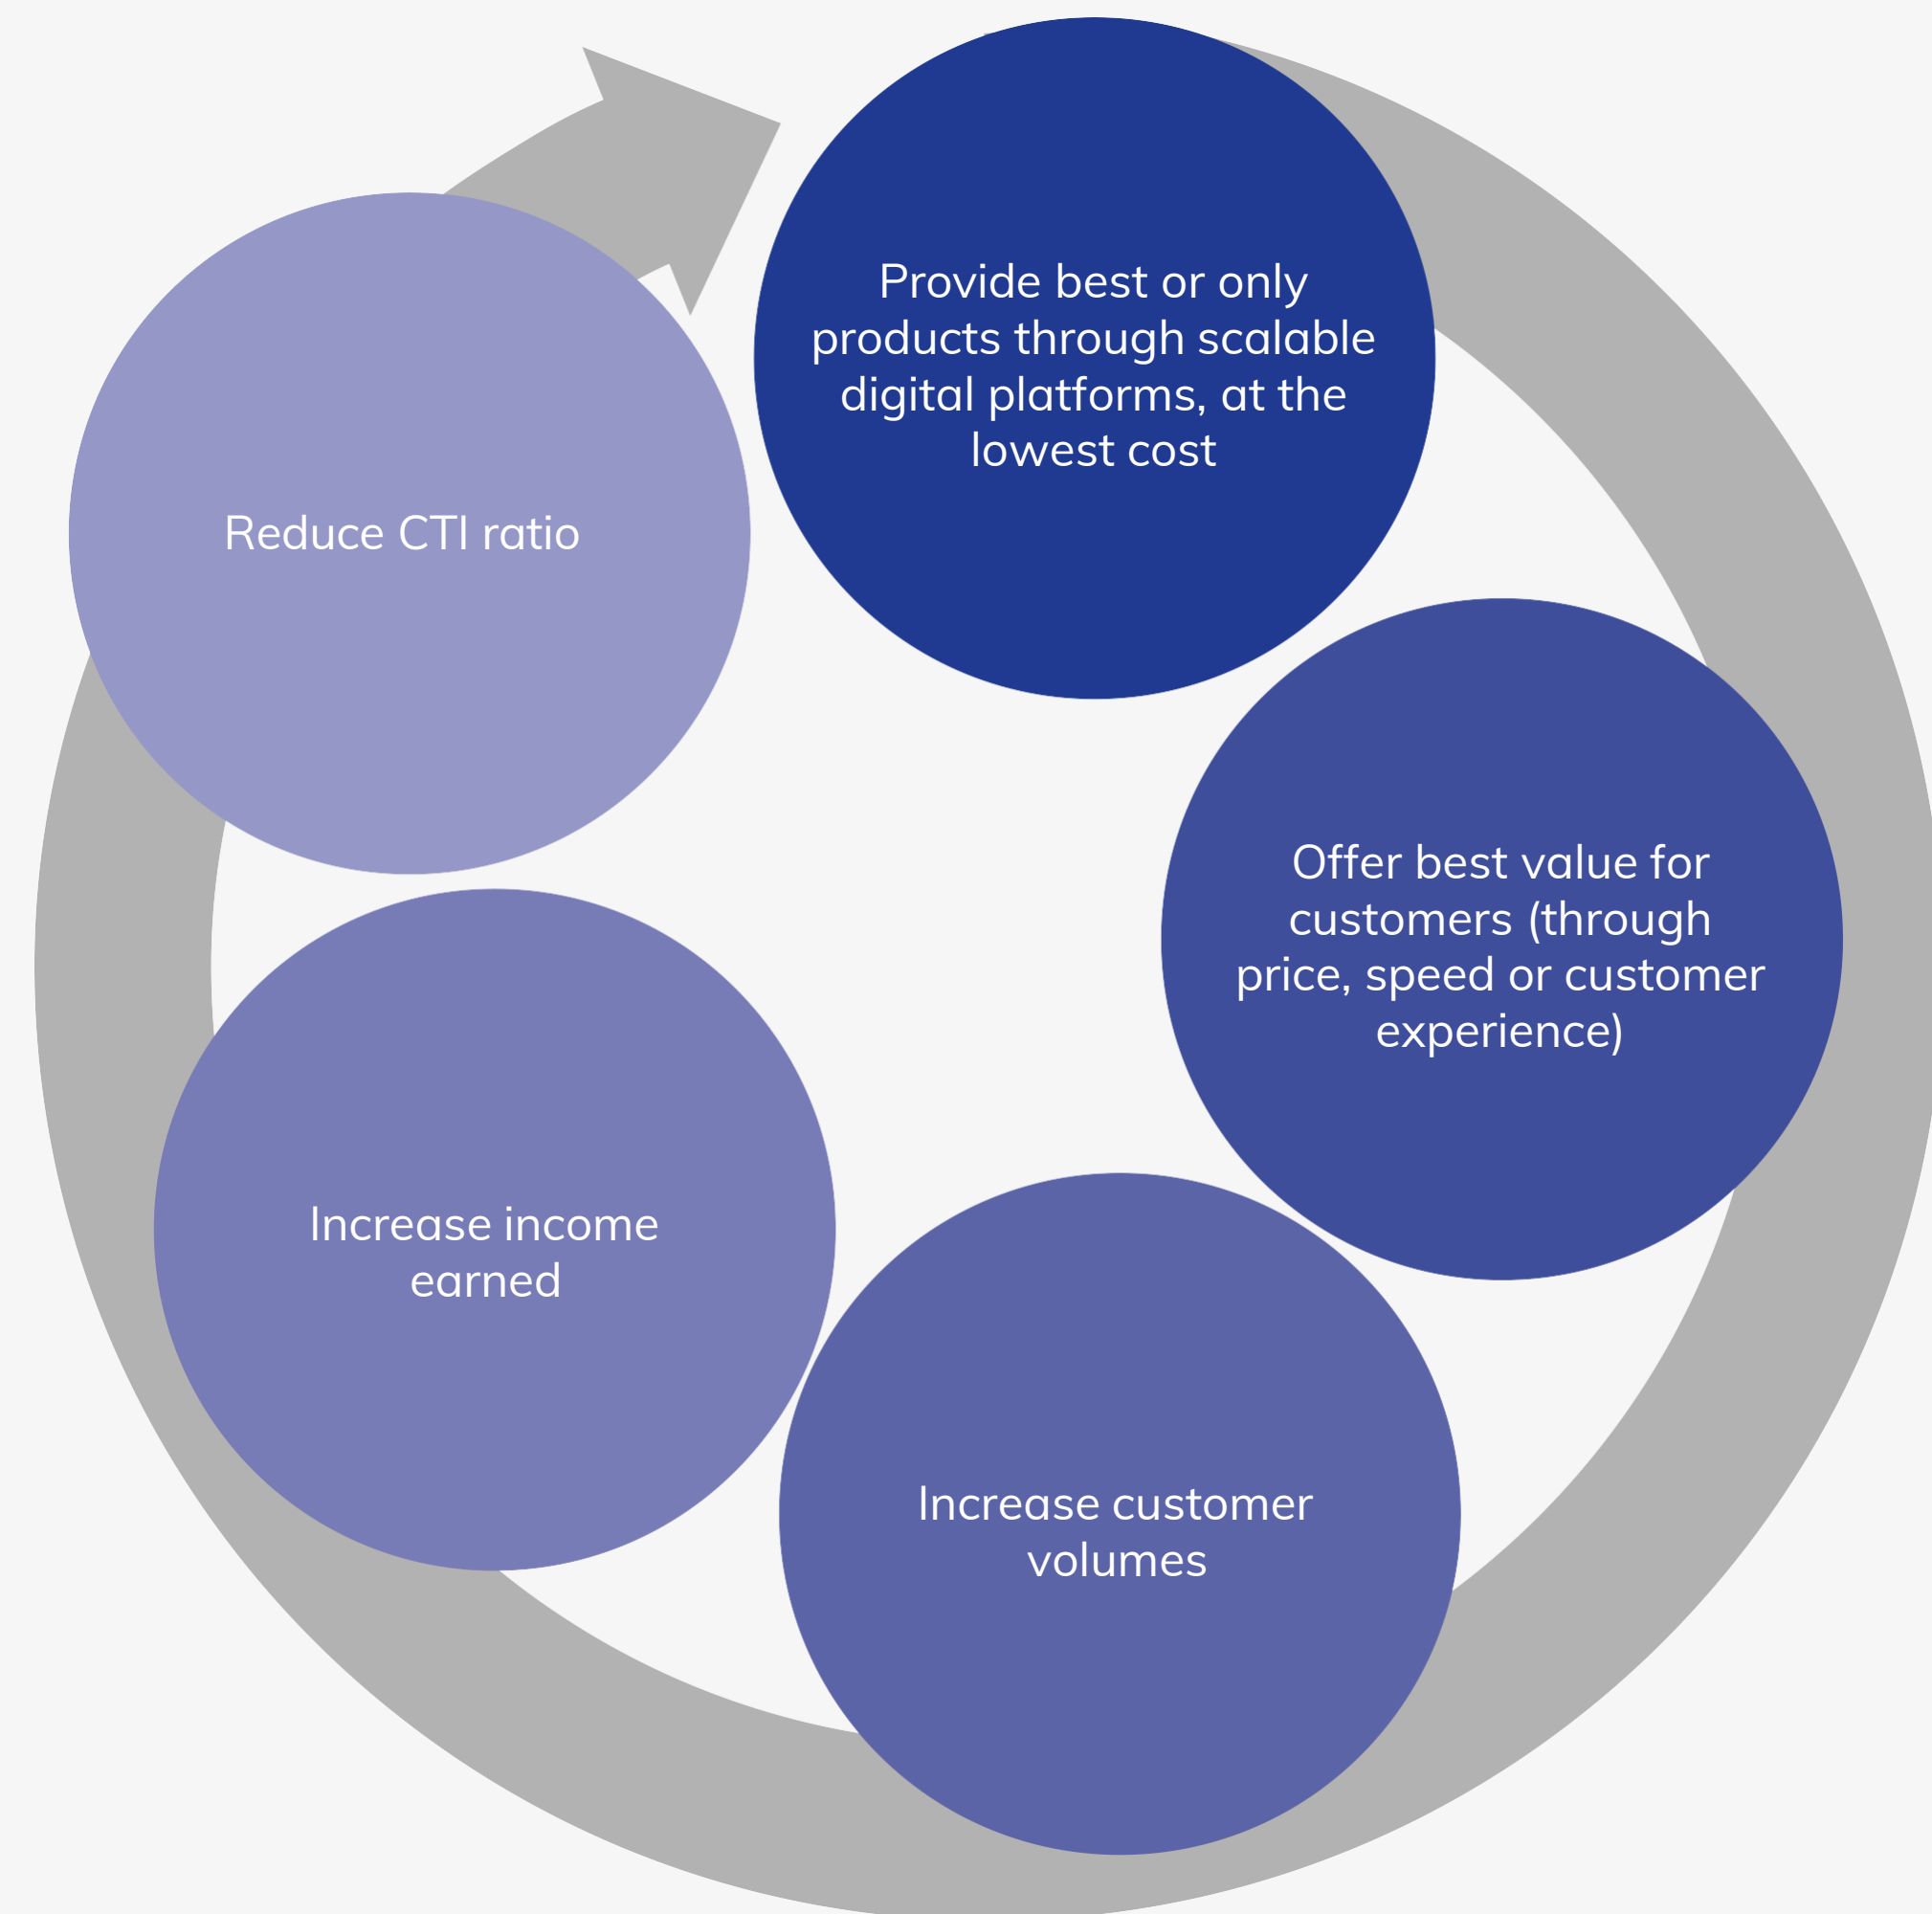 Provide best or only
products through scalable
digital platforms, at the
lowest cost
Offer best value for
customers (through
price, speed or customer
experience)
Increase customer
volumes
Increase income
earned
Reduce CTI ratio